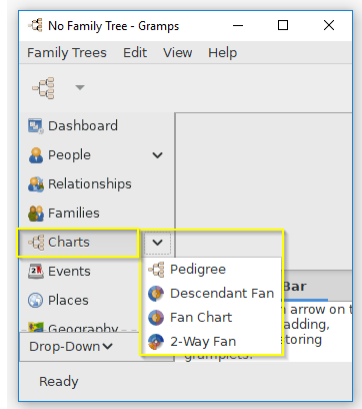 No Family Tree - Gramps
Family Trees Edit View Help
Dashboard
People
Relationships
Families
Charts
Events
Places
Geography
Drop-Down
Ready
Pedigree
Descendant Fan
Fan Chart
2-Way Fan
Bar
arrow on t
adding,
toring
gramplets.